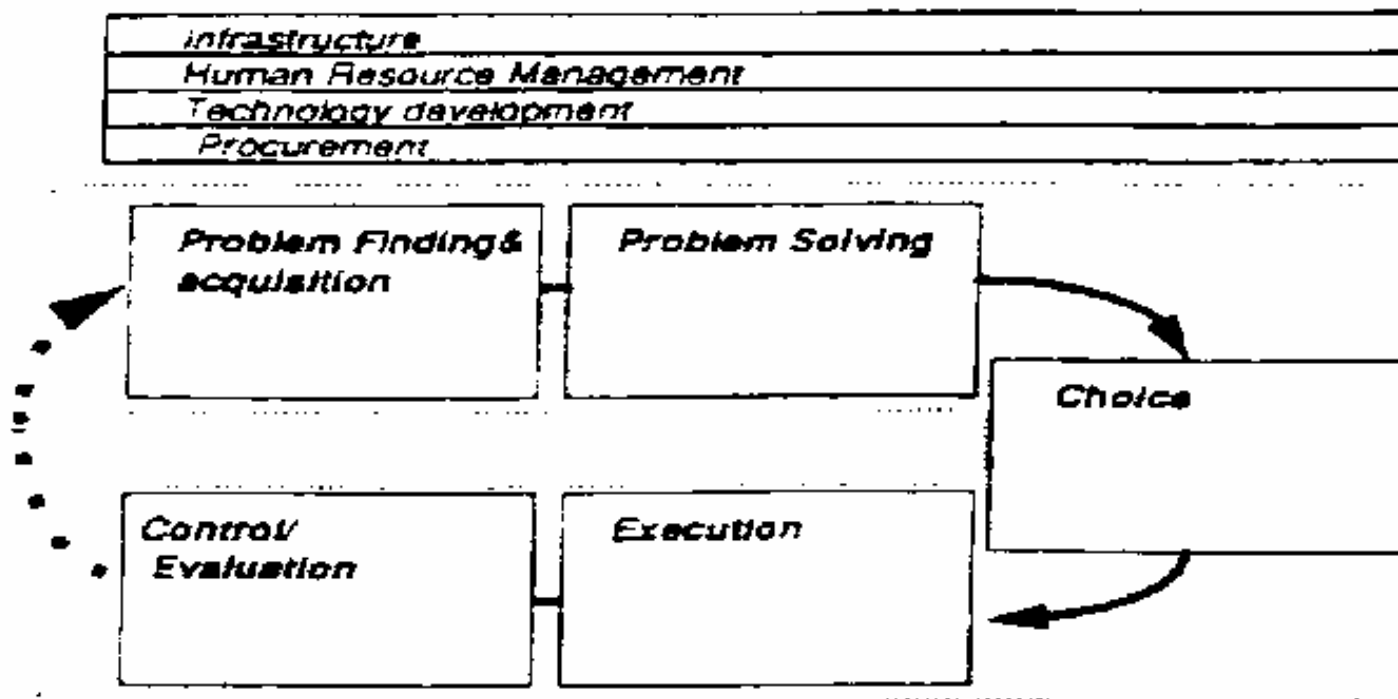 Infrastructure
Human Resource Management
Technology development
Procurement
Problem Finding&
acquisition
Problem Solving
Choice
Control/
Evaluation
Execution